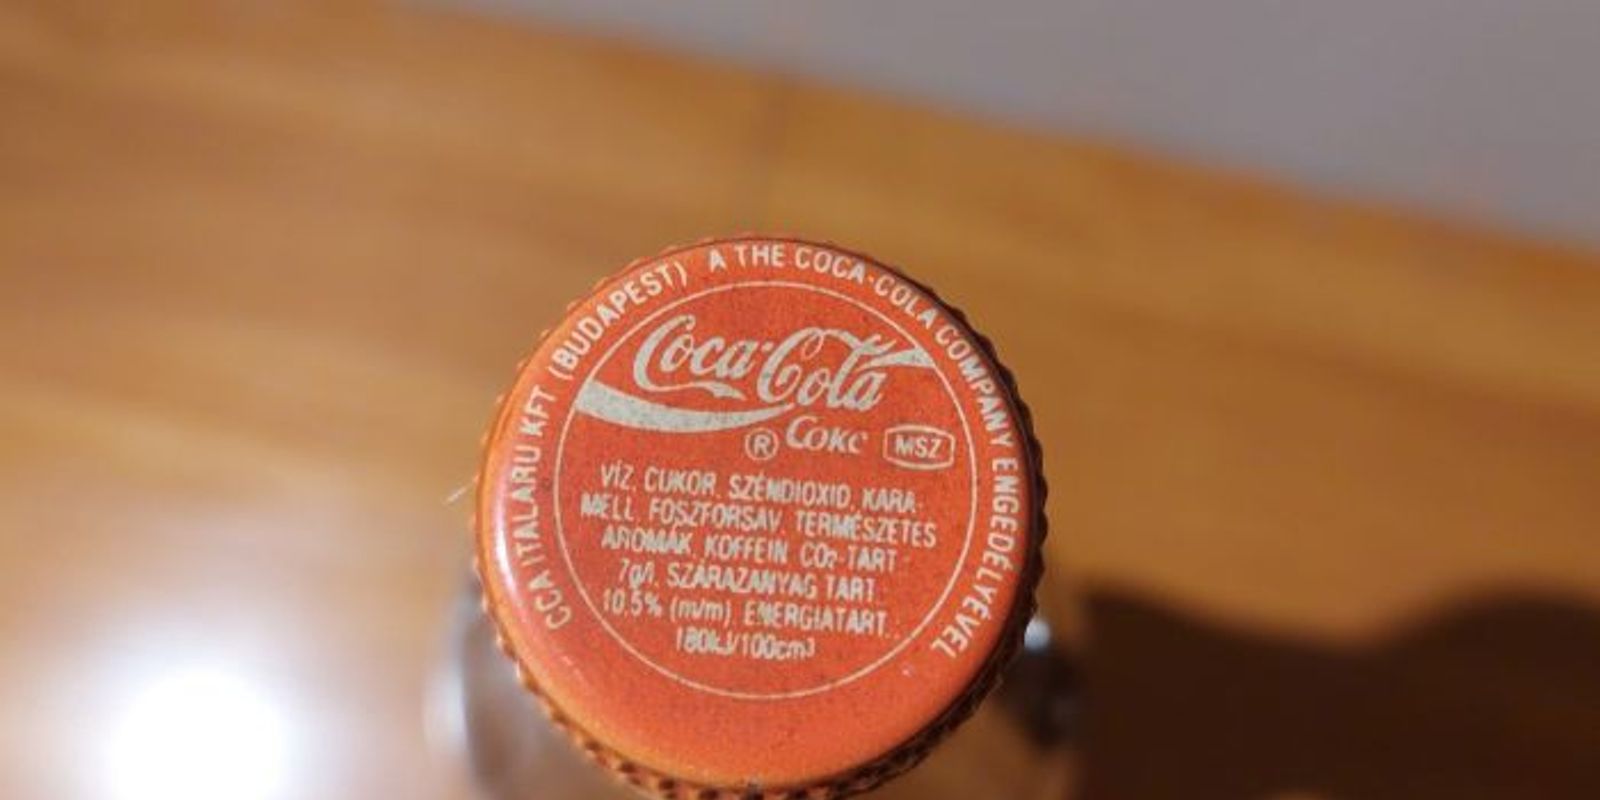 CCA ITALARU KFT (BUDAPEST) A THE COCA-COLA COMPANY ENGEDÉLYÉVEL
Coca-Cola
® Coke MSZ
VÍZ, CUKOR, SZÉNDIOXID, KARA-
MELL, FOSZFORSAV, TERMÉSZETES
AROMÁK, KOFFEIN, CO2-TART.:
7g/l, SZÁRAZANYAG TART.:
10,5% (m/m), ENERGIATART.:
180kJ/100cm3